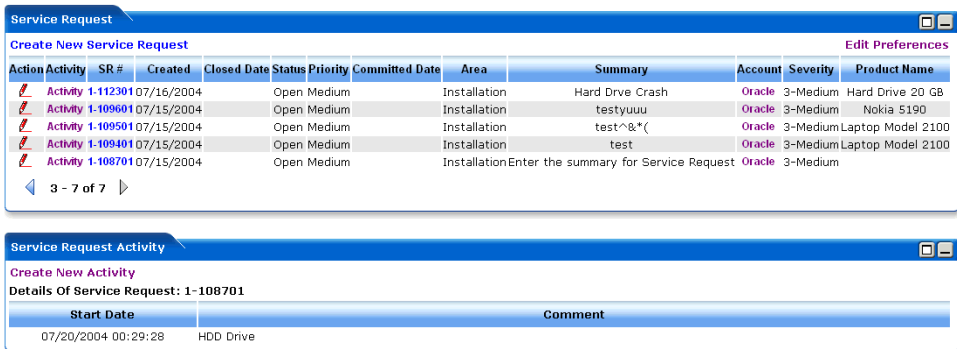 Service Request
Create New Service Request Edit Preferences
Action Activity SR # Created Closed Date Status Priority Committed Date Area Summary Account Severity Product Name
Activity 1-112301 07/16/2004 Open Medium Installation Hard Drve Crash Oracle 3-Medium Hard Drive 20 GB
Activity 1-109601 07/15/2004 Open Medium Installation testyuuu Oracle 3-Medium Nokia 5190
Activity 1-109501 07/15/2004 Open Medium Installation test^&*( Oracle 3-Medium Laptop Model 2100
Activity 1-109401 07/15/2004 Open Medium Installation test Oracle 3-Medium Laptop Model 2100
Activity 1-108701 07/15/2004 Open Medium Installation Enter the summary for Service Request Oracle 3-Medium
3 - 7 of 7
Service Request Activity
Create New Activity
Details Of Service Request: 1-108701
Start Date Comment
07/20/2004 00:29:28 HDD Drive